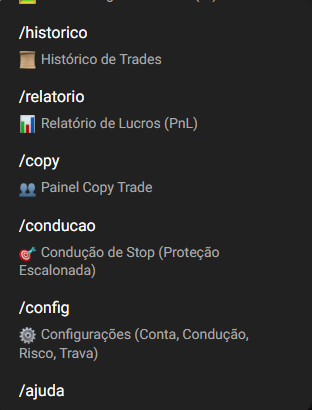 /historico
📜 Histórico de Trades
/relatorio
📊 Relatório de Lucros (PnL)
/copy
👥 Painel Copy Trade
/conducao
🎯 Condução de Stop (Proteção
Escalonada)
/config
⚙️ Configurações (Conta, Condução,
Risco, Trava)
/ajuda